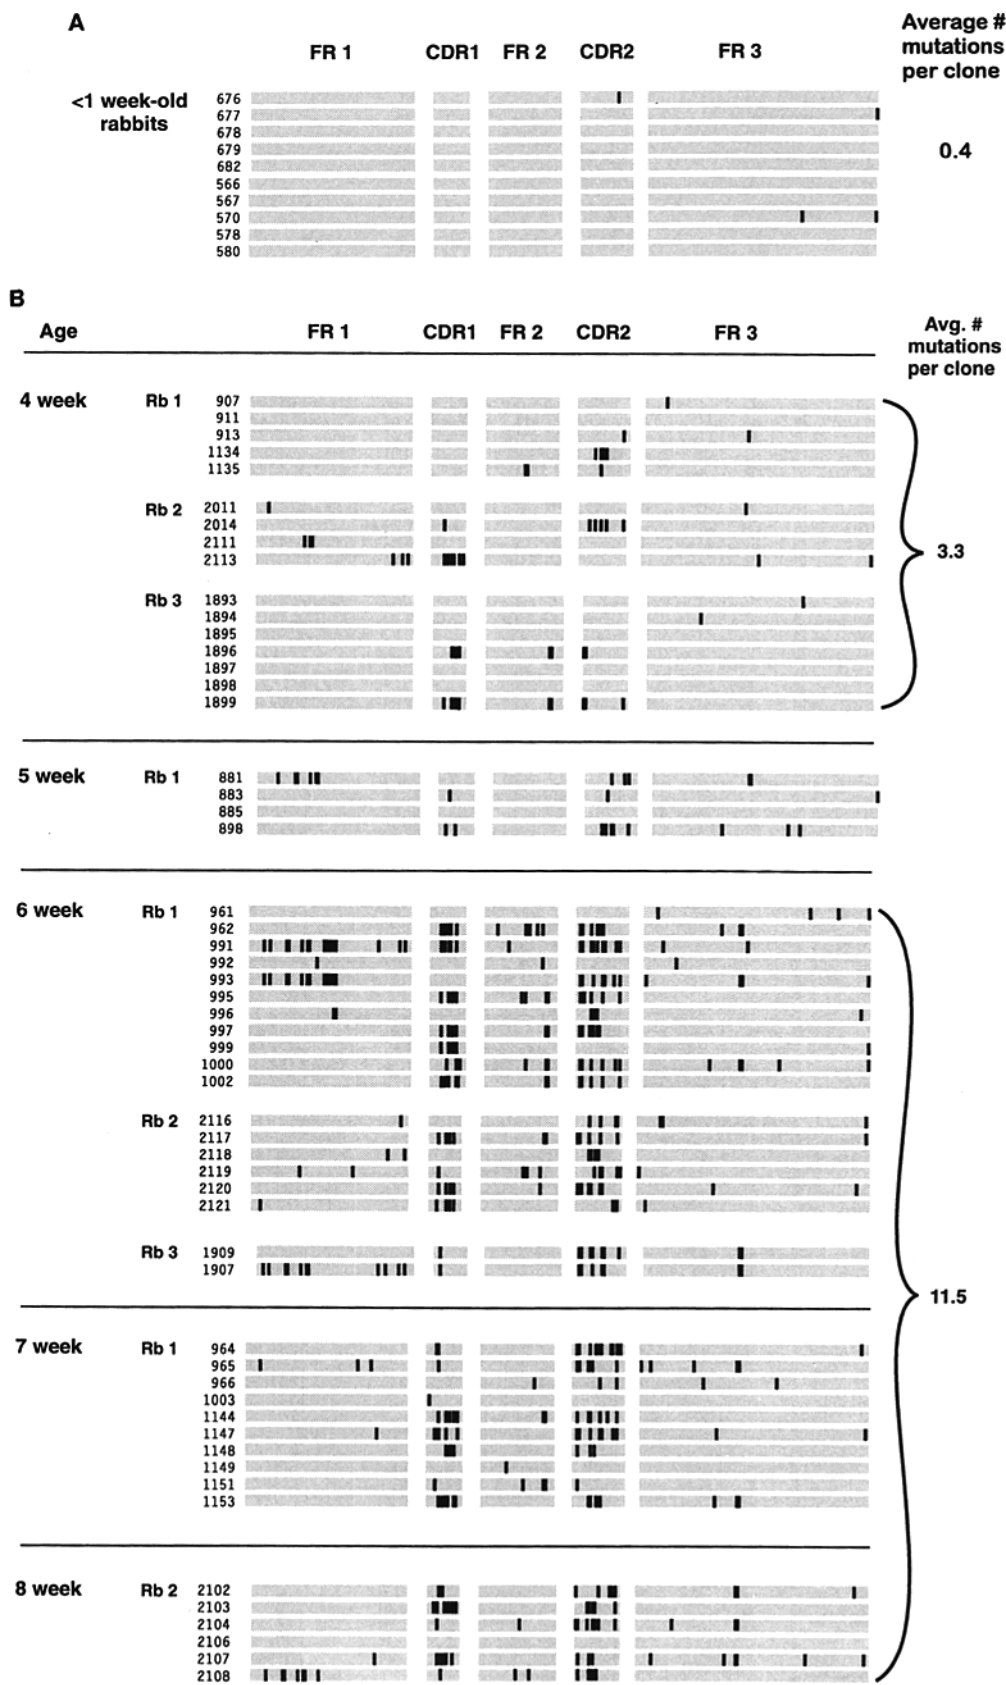 A
FR 1 CDR1 FR 2 CDR2 FR 3
Average #
mutations
per clone
<1 week-old
rabbits
676
677
678
679
682
566
567
570
578
580
0.4
B
Age FR 1 CDR1 FR 2 CDR2 FR 3
Avg. #
mutations
per clone
4 week Rb 1 907
911
913
1134
1135
Rb 2 2011
2014
2111
2113
3.3
Rb 3 1893
1894
1895
1896
1897
1898
1899
5 week Rb 1 881
883
885
898
6 week Rb 1 961
962
991
992
993
995
996
997
999
1000
1002
Rb 2 2116
2117
2118
2119
2120
2121
Rb 3 1909
1907
11.5
7 week Rb 1 964
965
966
1003
1144
1147
1148
1149
1151
1153
8 week Rb 2 2102
2103
2104
2106
2107
2108